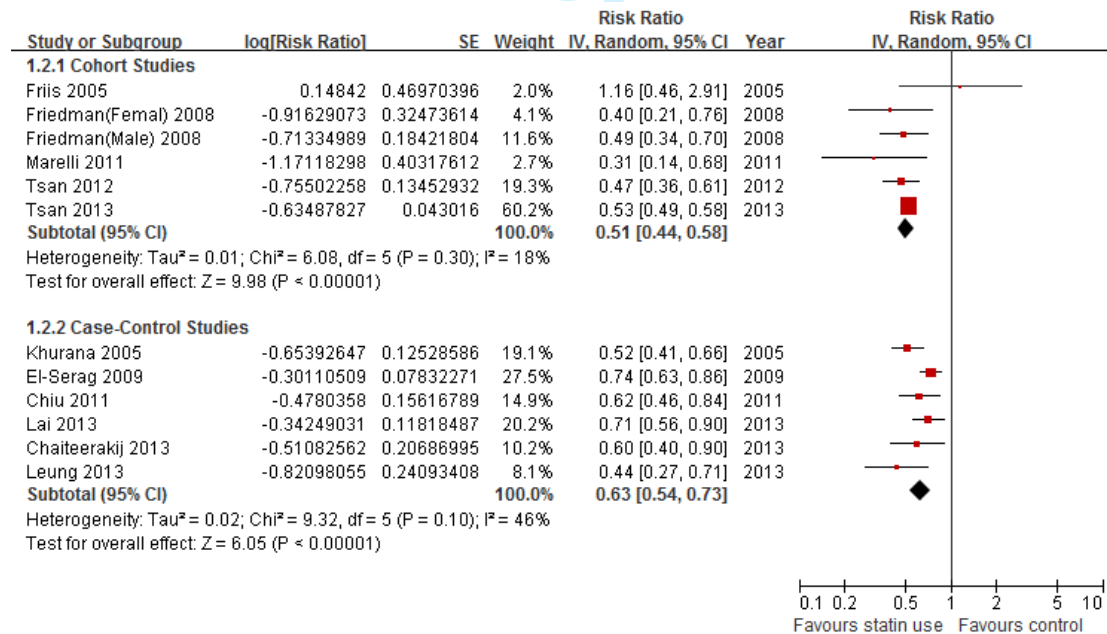 Risk Ratio Risk Ratio
Study or Subgroup log[Risk Ratio] SE Weight IV, Random, 95% CI Year IV, Random, 95% CI
1.2.1 Cohort Studies
Friis 2005 0.14842 0.46970396 2.0% 1.16 [0.46, 2.91] 2005
Friedman(Femal) 2008 -0.91629073 0.32473614 4.1% 0.40 [0.21, 0.76] 2008
Friedman(Male) 2008 -0.71334989 0.18421804 11.6% 0.49 [0.34, 0.70] 2008
Marelli 2011 -1.17118298 0.40317612 2.7% 0.31 [0.14, 0.68] 2011
Tsan 2012 -0.75502258 0.13452932 19.3% 0.47 [0.36, 0.61] 2012
Tsan 2013 -0.63487827 0.043016 60.2% 0.53 [0.49, 0.58] 2013
Subtotal (95% CI) 100.0% 0.51 [0.44, 0.58]
Heterogeneity: Tau² = 0.01; Chi² = 6.08, df = 5 (P = 0.30); I² = 18%
Test for overall effect: Z = 9.98 (P < 0.00001)
1.2.2 Case-Control Studies
Khurana 2005 -0.65392647 0.12528586 19.1% 0.52 [0.41, 0.66] 2005
El-Serag 2009 -0.30110509 0.07832271 27.5% 0.74 [0.63, 0.86] 2009
Chiu 2011 -0.4780358 0.15616789 14.9% 0.62 [0.46, 0.84] 2011
Lai 2013 -0.34249031 0.11818487 20.2% 0.71 [0.56, 0.90] 2013
Chaiteerakij 2013 -0.51082562 0.20686995 10.2% 0.60 [0.40, 0.90] 2013
Leung 2013 -0.82098055 0.24093408 8.1% 0.44 [0.27, 0.71] 2013
Subtotal (95% CI) 100.0% 0.63 [0.54, 0.73]
Heterogeneity: Tau² = 0.02; Chi² = 9.32, df = 5 (P = 0.10); I² = 46%
Test for overall effect: Z = 6.05 (P < 0.00001)
0.1 0.2 0.5 1 2 5 10
Favours statin use Favours control